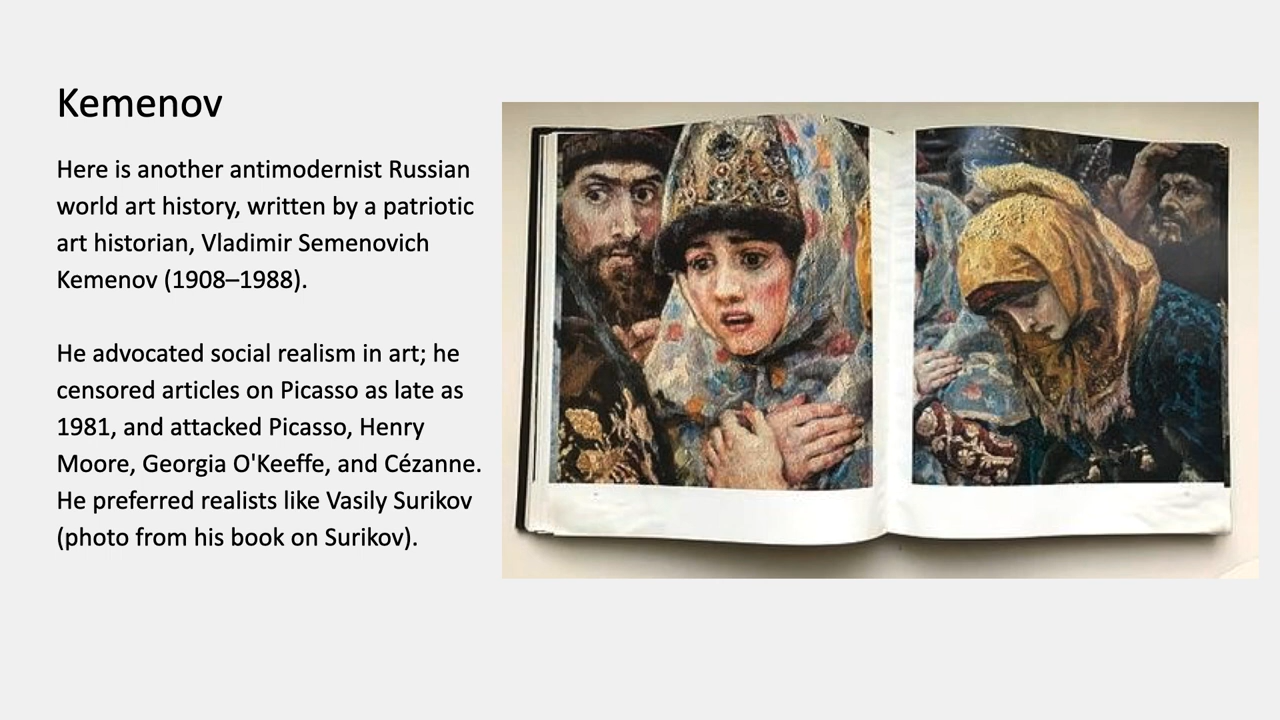 Kemenov
Here is another antimodernist Russian
world art history, written by a patriotic
art historian, Vladimir Semenovich
Kemenov (1908–1988).
He advocated social realism in art; he
censored articles on Picasso as late as
1981, and attacked Picasso, Henry
Moore, Georgia O'Keeffe, and Cézanne.
He preferred realists like Vasily Surikov
(photo from his book on Surikov).